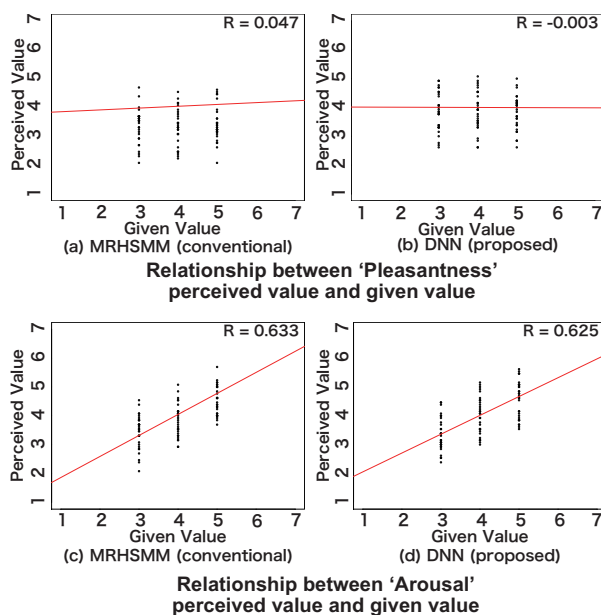 R = 0.047
R = -0.003
Perceived Value
1 2 3 4 5 6 7
Perceived Value
1 2 3 4 5 6 7
1 2 3 4 5 6 7
1 2 3 4 5 6 7
Given Value
Given Value
(a) MRHSMM (conventional)
(b) DNN (proposed)
Relationship between ‘Pleasantness’
perceived value and given value
R = 0.633
R = 0.625
Perceived Value
1 2 3 4 5 6 7
Perceived Value
1 2 3 4 5 6 7
1 2 3 4 5 6 7
1 2 3 4 5 6 7
Given Value
Given Value
(c) MRHSMM (conventional)
(d) DNN (proposed)
Relationship between ‘Arousal’
perceived value and given value